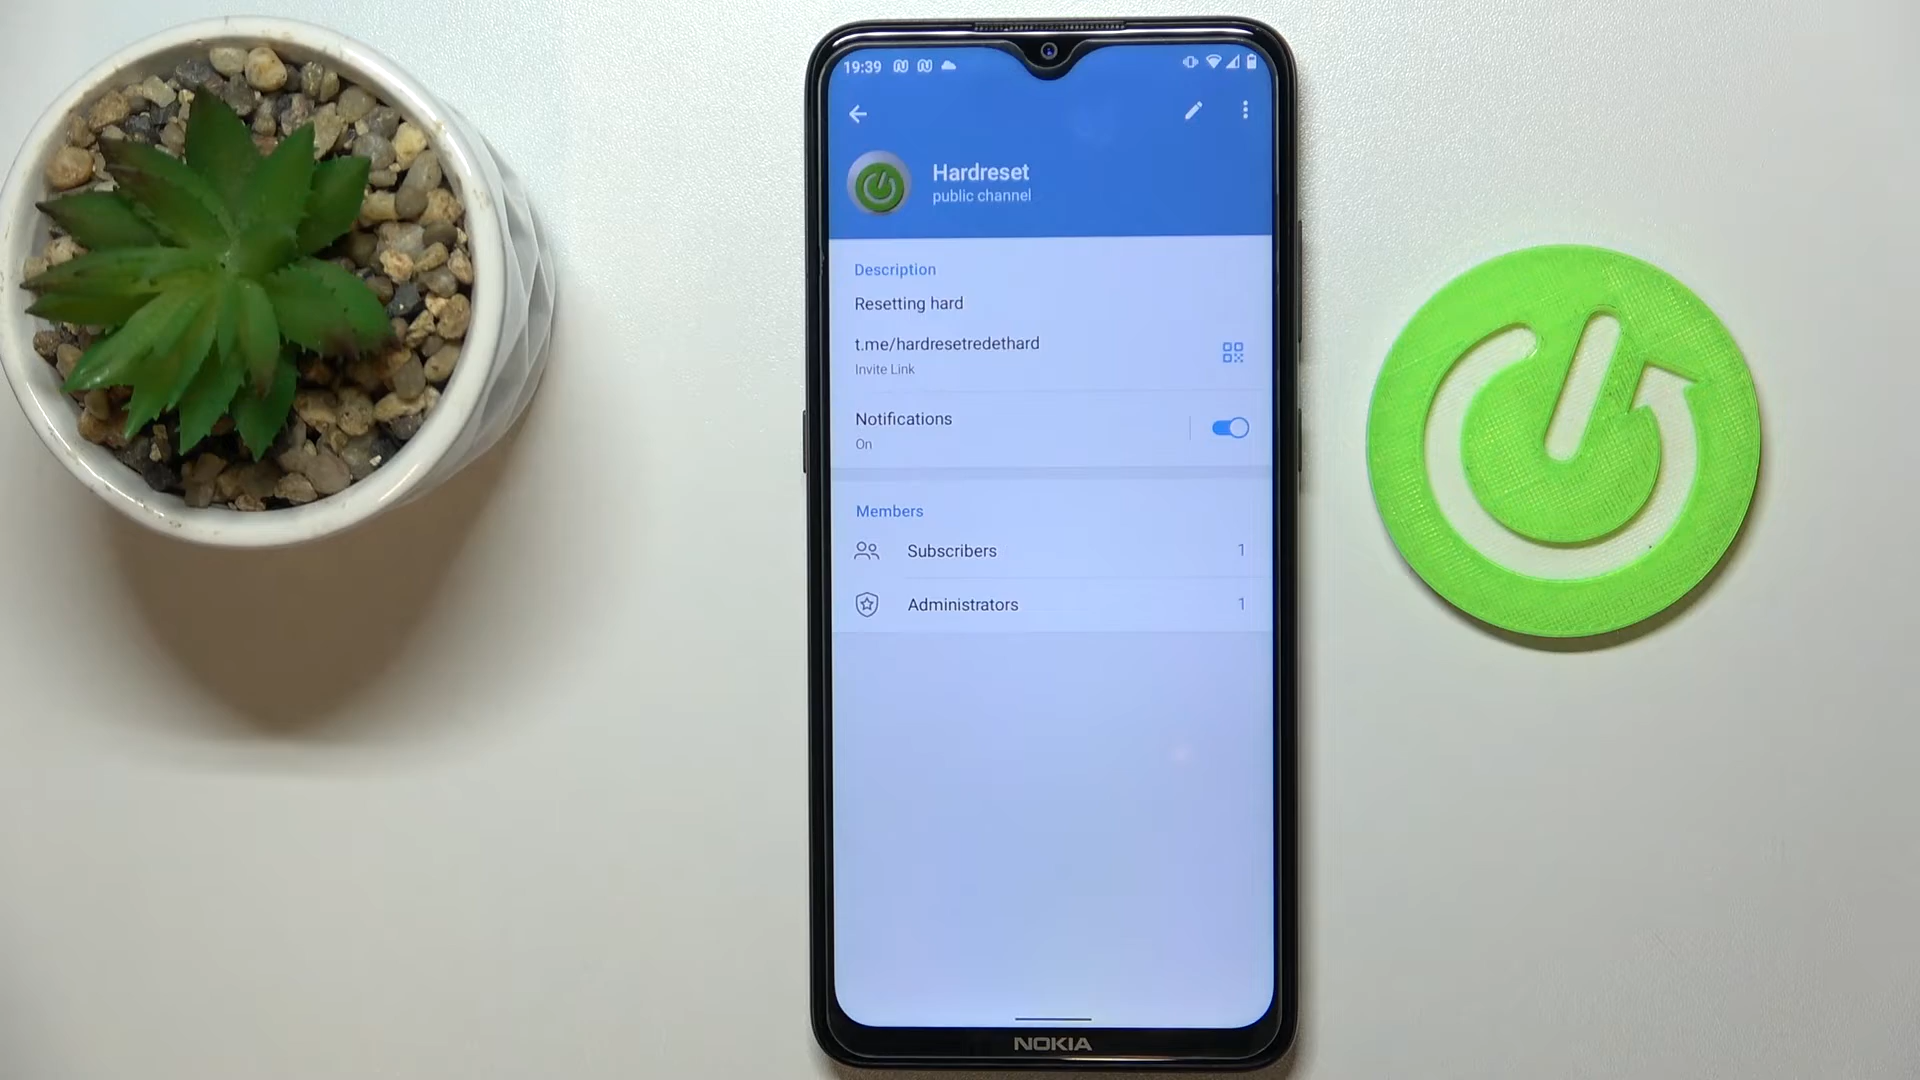 19:39
Hardreset
public channel
Description
Resetting hard
t.me/hardresetredethard
Invite Link
Notifications
On
Members
Subscribers 1
Administrators 1
NOKIA